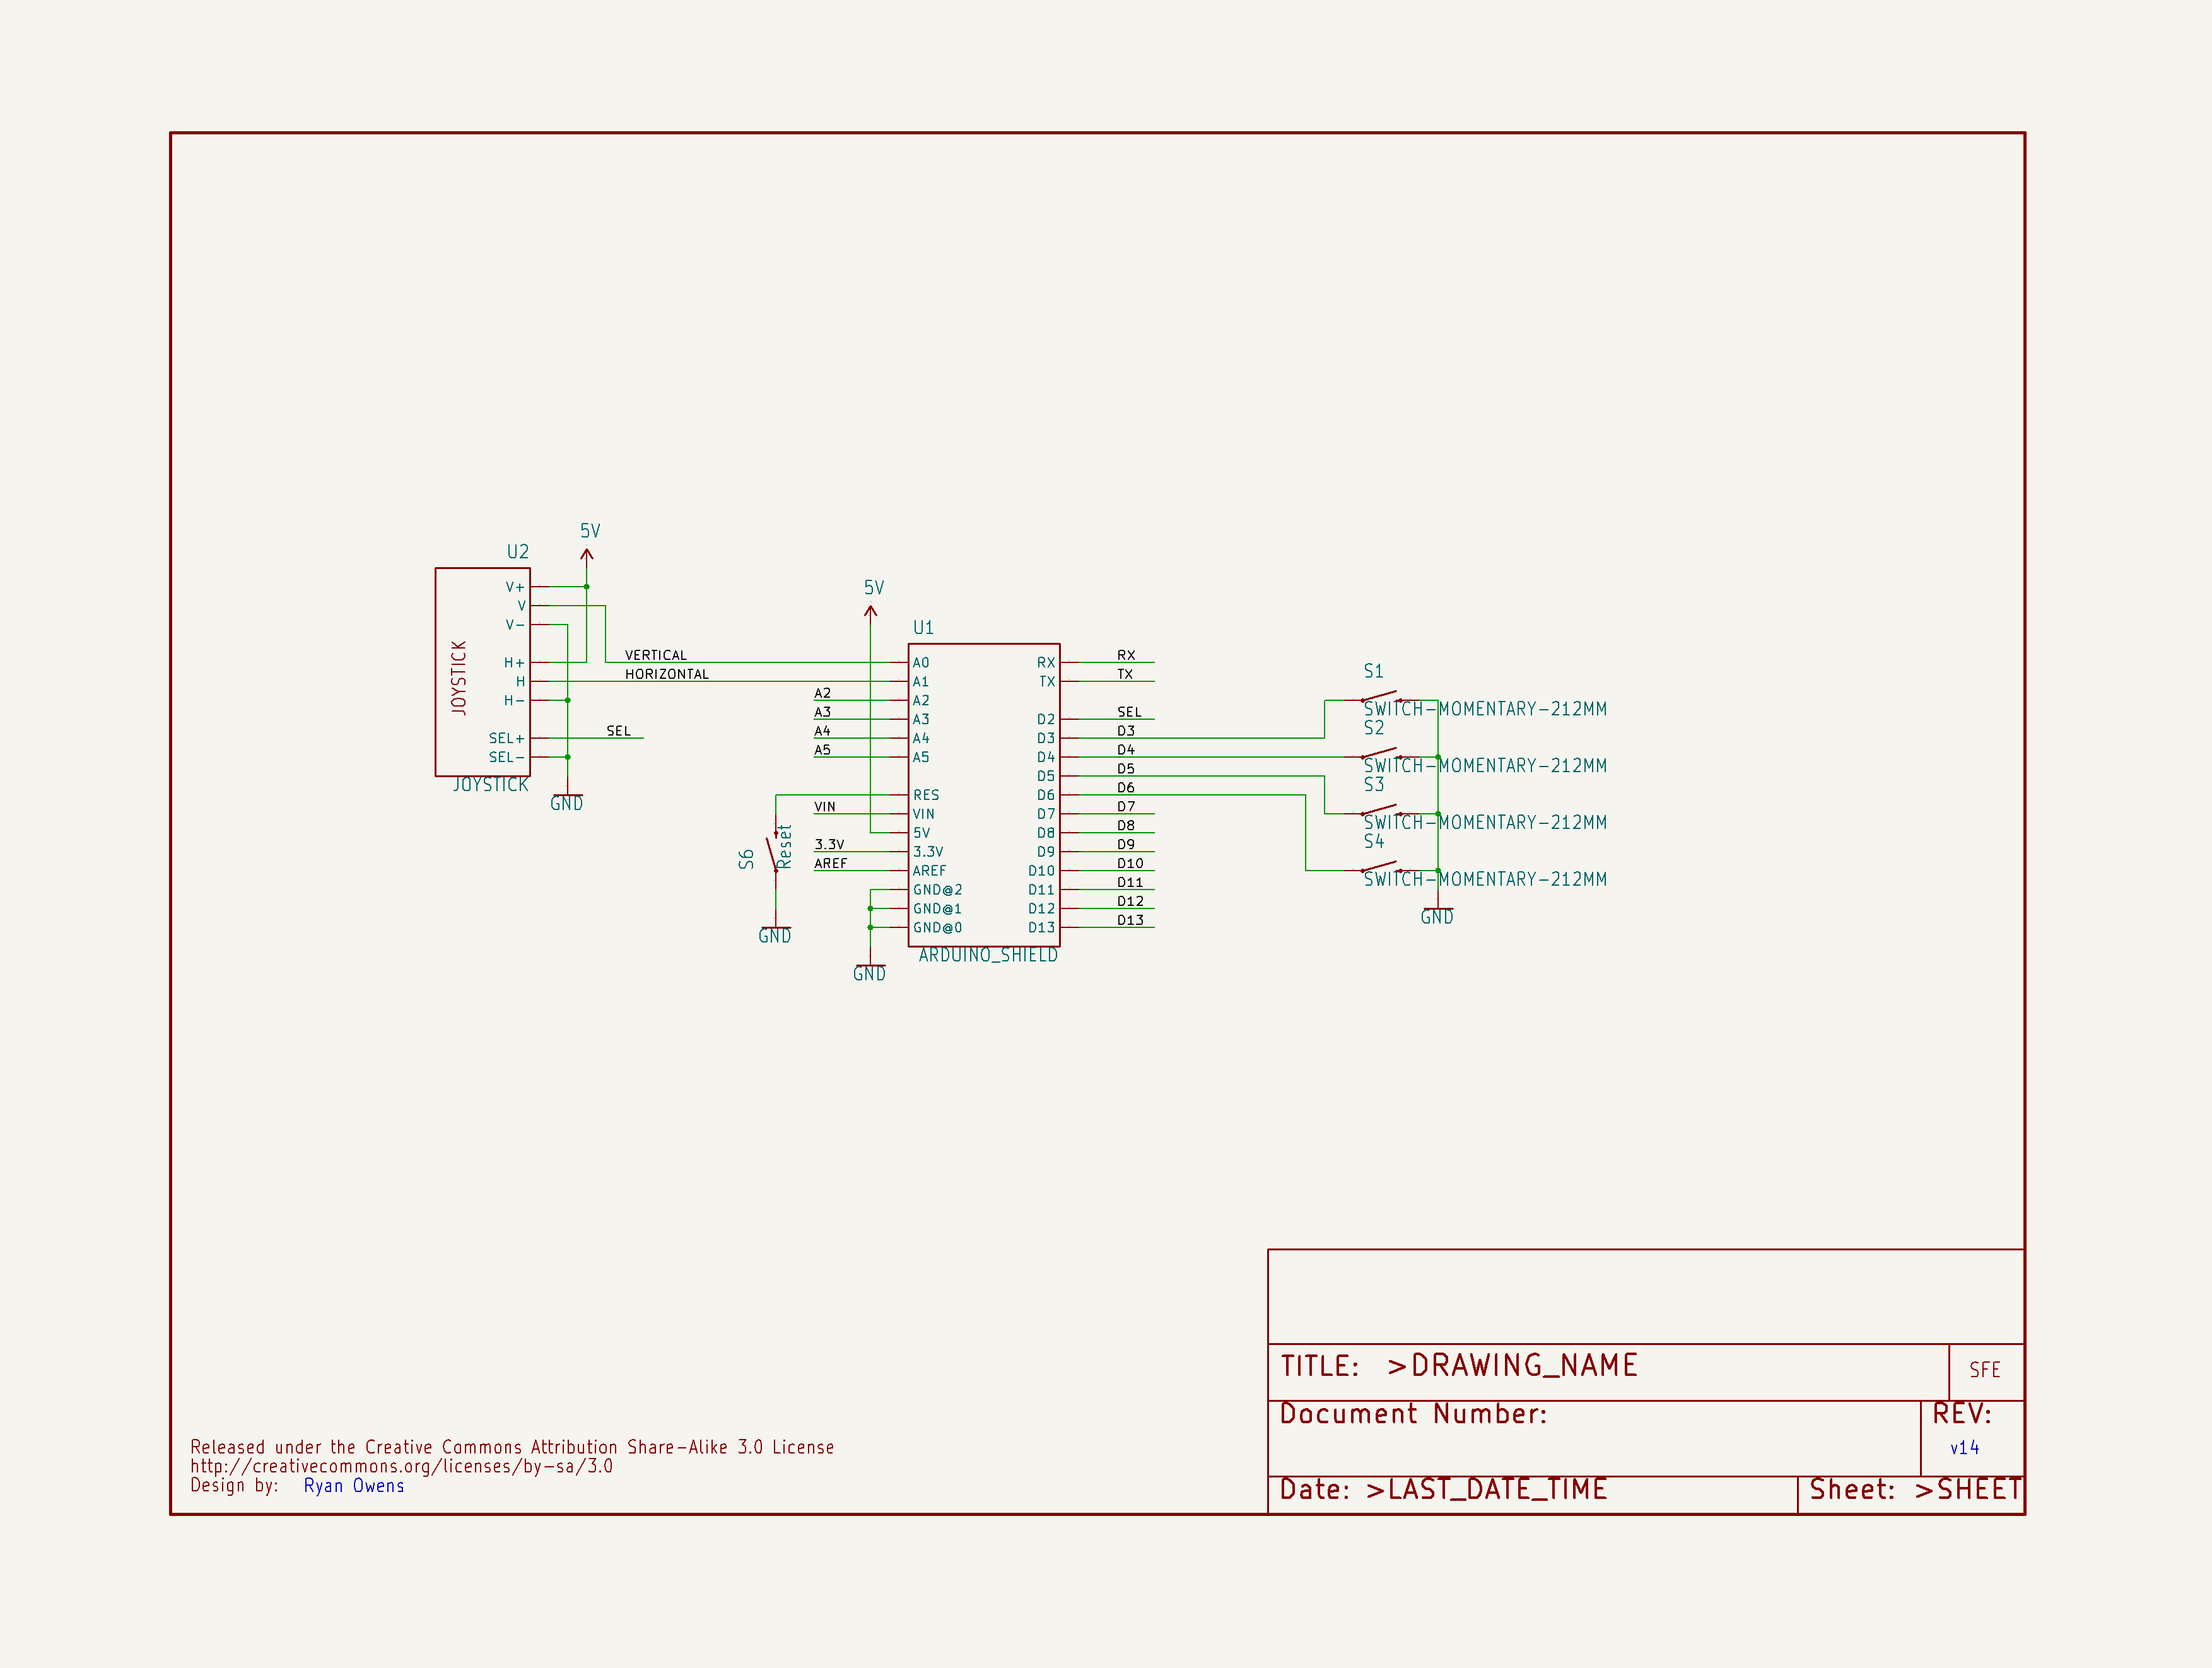 5V
U2
V+
V
V-
H+
H
H-
SEL+
SEL-
JOYSTICK
JOYSTICK
GND
VERTICAL
HORIZONTAL
SEL
5V
U1
A2
A3
A4
A5
VIN
3.3V
AREF
S6
Reset
GND
GND
A0
A1
A2
A3
A4
A5
RES
VIN
5V
3.3V
AREF
GND@2
GND@1
GND@0
RX
TX
D2
D3
D4
D5
D6
D7
D8
D9
D10
D11
D12
D13
ARDUINO_SHIELD
RX
TX
SEL
D3
D4
D5
D6
D7
D8
D9
D10
D11
D12
D13
S1
SWITCH-MOMENTARY-212MM
S2
SWITCH-MOMENTARY-212MM
S3
SWITCH-MOMENTARY-212MM
S4
SWITCH-MOMENTARY-212MM
GND
Released under the Creative Commons Attribution Share-Alike 3.0 License
http://creativecommons.org/licenses/by-sa/3.0
Design by: Ryan Owens
TITLE: >DRAWING_NAME
SFE
Document Number:
REV:
v14
Date: >LAST_DATE_TIME
Sheet: >SHEET